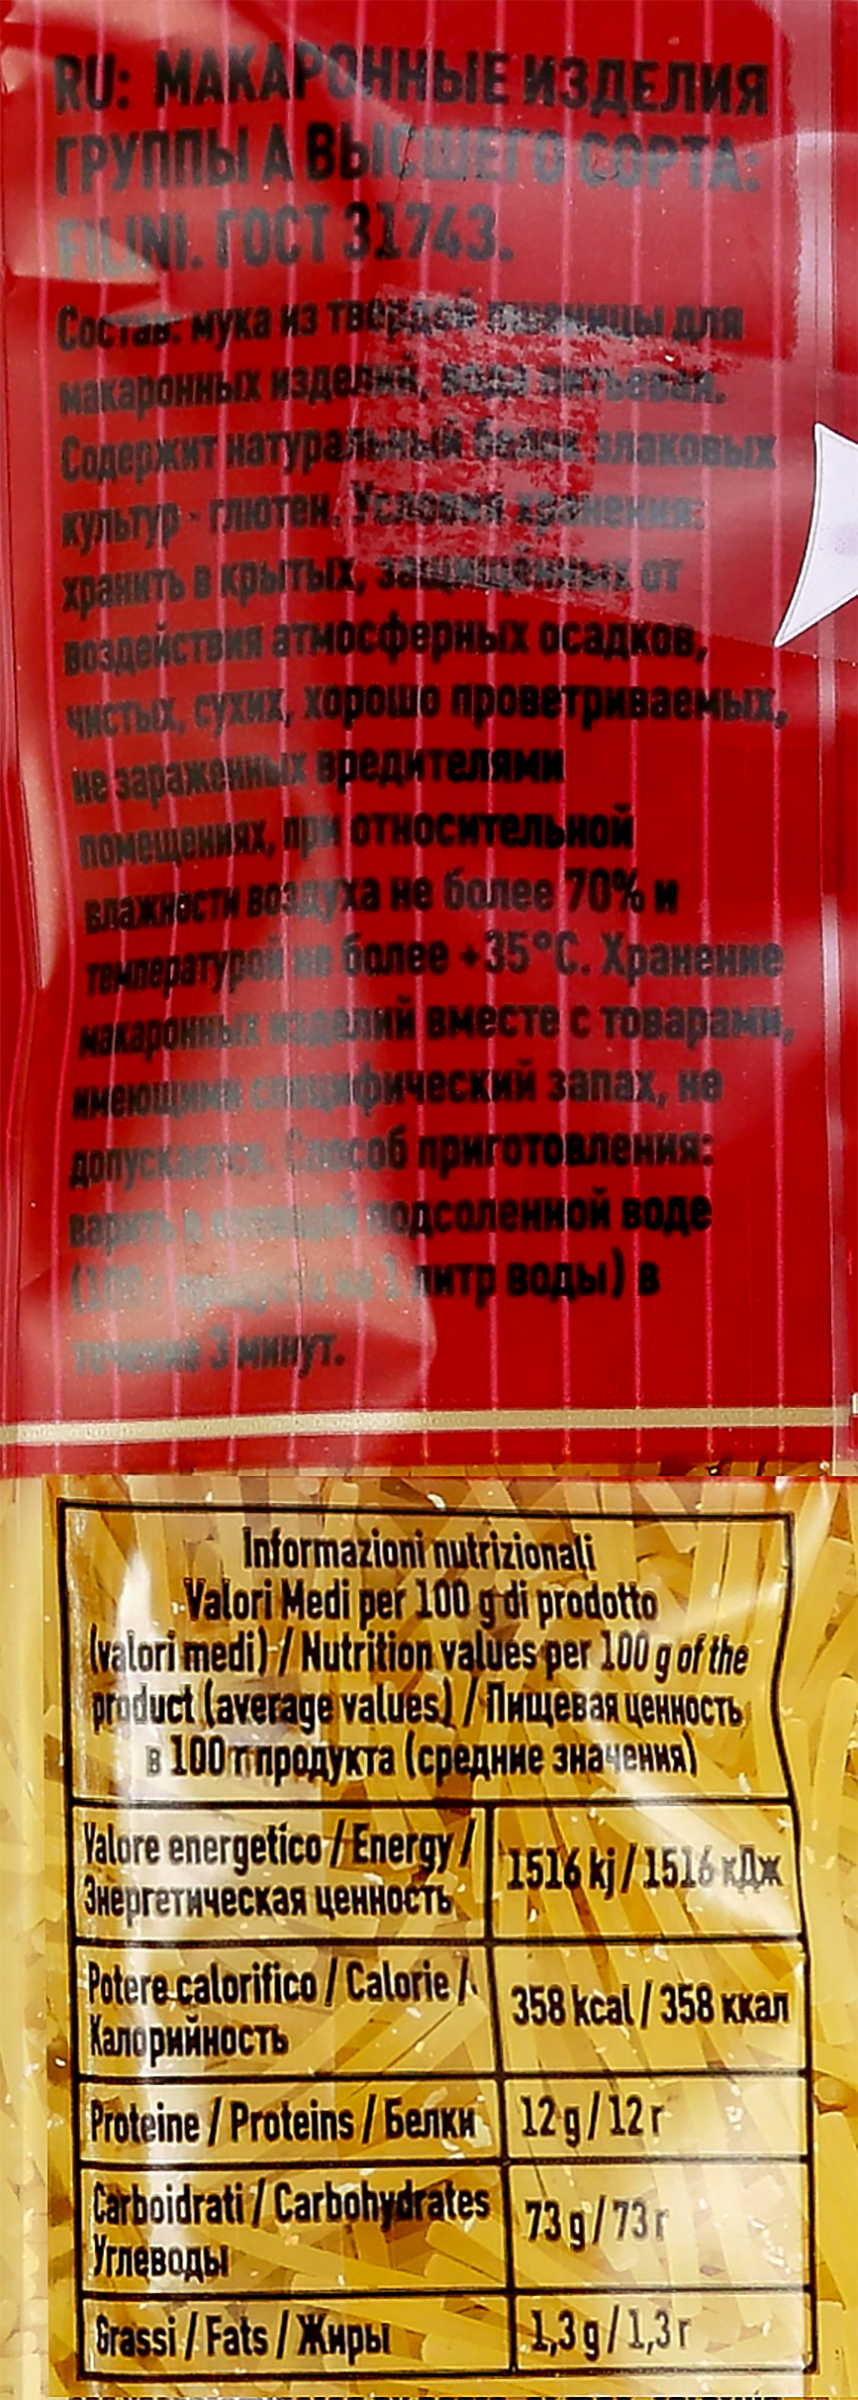 RU: МАКАРОННЫЕ ИЗДЕЛИЯ
ГРУППЫ А ВЫСШЕГО СОРТА:
FILINI. ГОСТ 31743.
Состав: мука из твёрдой пшеницы для
макаронных изделий, вода питьевая.
Содержит натуральный белок злаковых
культур - глютен. Условия хранения:
хранить в крытых, защищённых от
воздействия атмосферных осадков,
чистых, сухих, хорошо проветриваемых,
не зараженных вредителями
помещениях, при относительной
влажности воздуха не более 70% и
температурой не более +35°С. Хранение
макаронных изделий вместе с товарами,
имеющими специфический запах, не
допускается. Способ приготовления:
варить в кипящей подсоленной воде
(100 г продукта на 1 литр воды) в
течение 3 минут.
Informazioni nutrizionali
Valori Medi per 100 g di prodotto
(valori medi) / Nutrition values per 100 g of the
product (average values) / Пищевая ценность
в 100 г продукта (средние значения)
Valore energetico / Energy /
Энергетическая ценность
1516 kj / 1516 кДж
Potere calorifico / Calorie /
Калорийность
358 kcal / 358 ккал
Proteine / Proteins / Белки
12 g / 12 г
Carboidrati / Carbohydrates
Углеводы
73 g / 73 г
Grassi / Fats / Жиры
1,3 g / 1,3 г